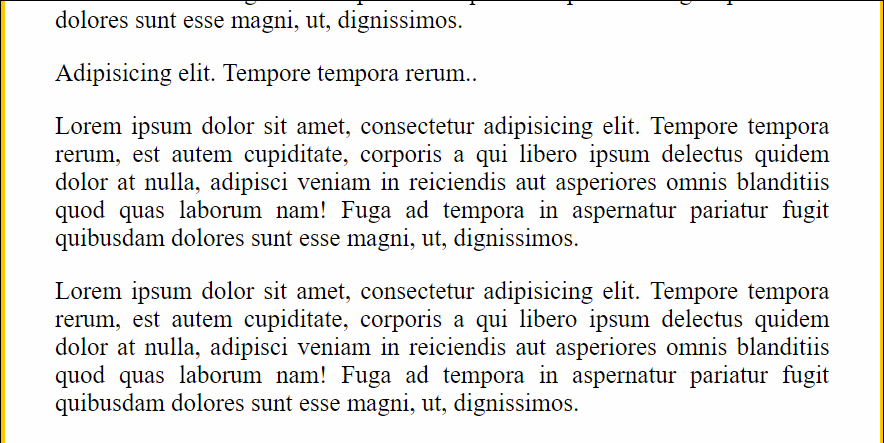 dolores sunt esse magni, ut, dignissimos.
Adipisicing elit. Tempore tempora rerum..
Lorem ipsum dolor sit amet, consectetur adipisicing elit. Tempore tempora
rerum, est autem cupiditate, corporis a qui libero ipsum delectus quidem
dolor at nulla, adipisci veniam in reiciendis aut asperiores omnis blanditiis
quod quas laborum nam! Fuga ad tempora in aspernatur pariatur fugit
quibusdam dolores sunt esse magni, ut, dignissimos.
Lorem ipsum dolor sit amet, consectetur adipisicing elit. Tempore tempora
rerum, est autem cupiditate, corporis a qui libero ipsum delectus quidem
dolor at nulla, adipisci veniam in reiciendis aut asperiores omnis blanditiis
quod quas laborum nam! Fuga ad tempora in aspernatur pariatur fugit
quibusdam dolores sunt esse magni, ut, dignissimos.